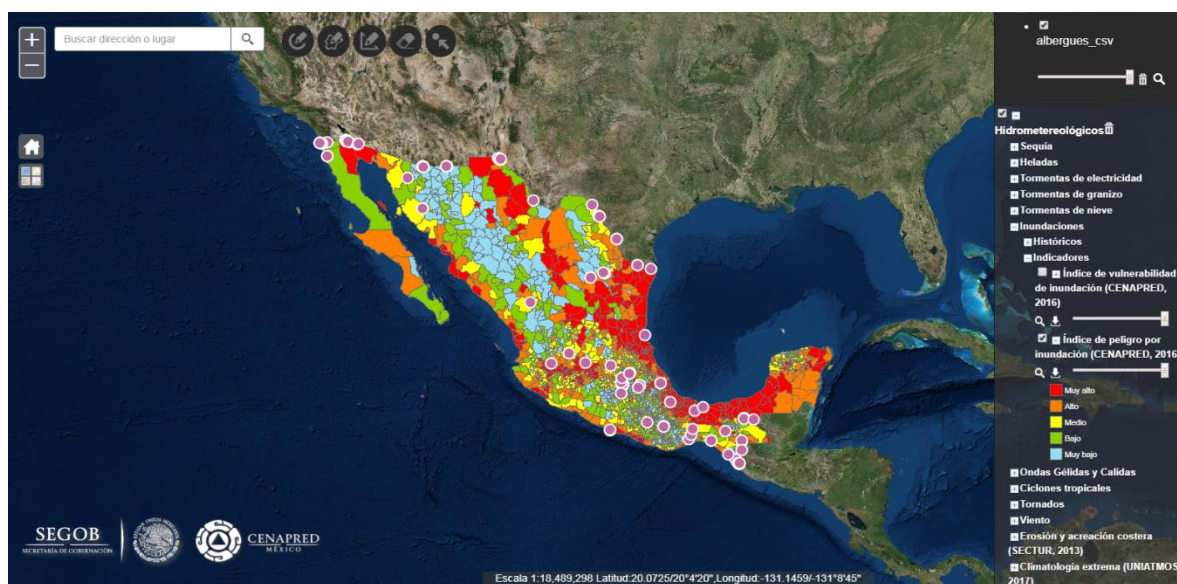 +
−
Buscar dirección o lugar
albergues_csv
Hidrometereológicos
Sequía
Heladas
Tormentas de electricidad
Tormentas de granizo
Tormentas de nieve
Inundaciones
Históricos
Indicadores
Índice de vulnerabilidad
de inundación (CENAPRED,
2016)
Índice de peligro por
inundación (CENAPRED, 2016
Muy alto
Alto
Medio
Bajo
Muy bajo
Ondas Gélidas y Calidas
Ciclones tropicales
Tornados
Viento
Erosión y acreación costera
(SECTUR, 2013)
Climatología extrema (UNIATMOS
2017)
SEGOB
SECRETARÍA DE GOBERNACIÓN
CENAPRED
MÉXICO
Escala 1:18,489,298 Latitud:20.0725/20°4'20",Longitud:-131.1459/-131°8'45"